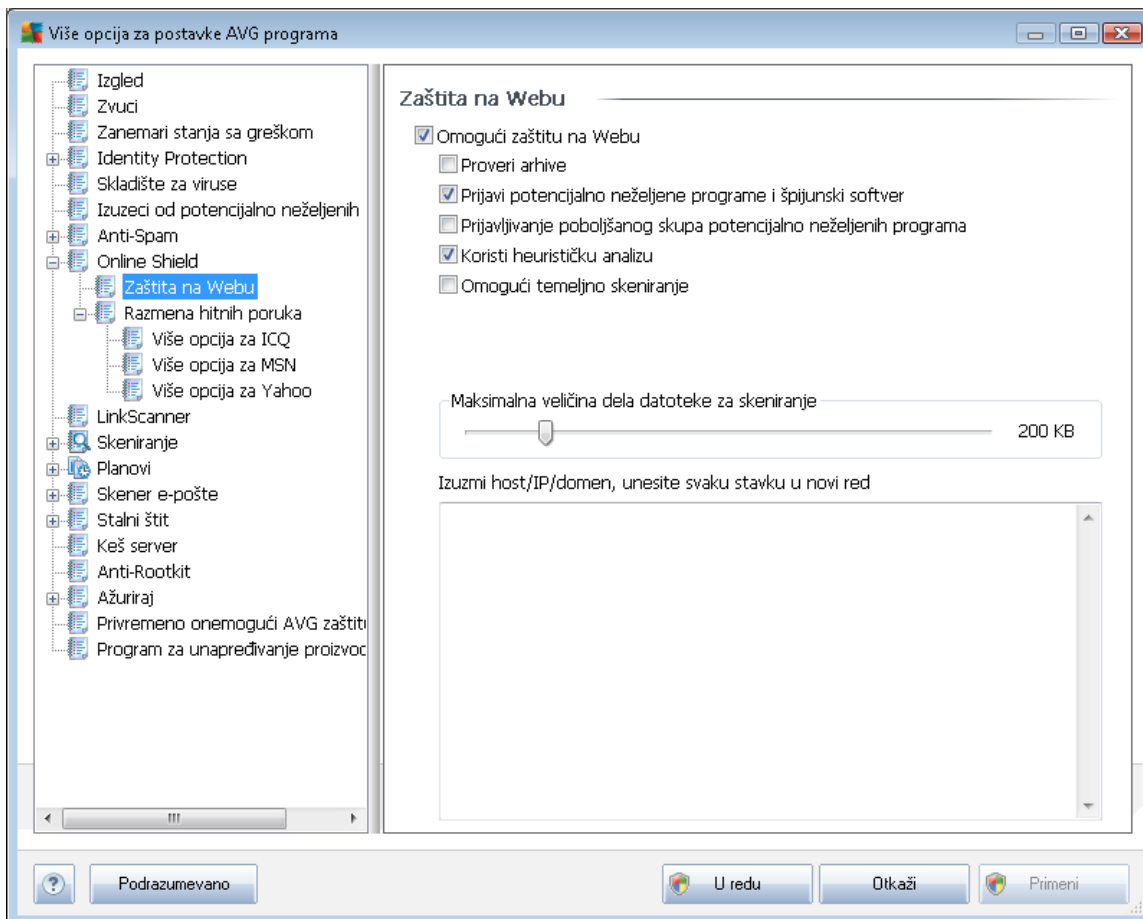 Više opcija za postavke AVG programa
Izgled
Zvuci
Zanemari stanja sa greškom
Identity Protection
Skladište za viruse
Izuzeci od potencijalno neželjenih
Anti-Spam
Online Shield
Zaštita na Webu
Razmena hitnih poruka
Više opcija za ICQ
Više opcija za MSN
Više opcija za Yahoo
LinkScanner
Skeniranje
Planovi
Skener e-pošte
Stalni štit
Keš server
Anti-Rootkit
Ažuriraj
Privremeno onemogući AVG zaštitu
Program za unapređivanje proizvod
Zaštita na Webu
Omogući zaštitu na Webu
Proveri arhive
Prijavi potencijalno neželjene programe i špijunski softver
Prijavljivanje poboljšanog skupa potencijalno neželjenih programa
Koristi heurističku analizu
Omogući temeljno skeniranje
Maksimalna veličina dela datoteke za skeniranje
200 KB
Izuzmi host/IP/domen, unesite svaku stavku u novi red
? Podrazumevano U redu Otkaži Primeni